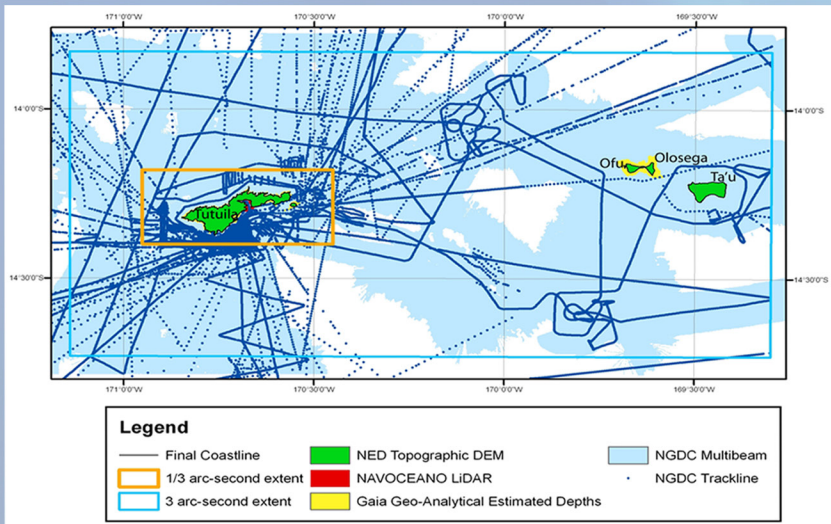 171°0'0"W 170°30'0"W 170°0'0"W 169°30'0"W
14°0'0"S 14°0'0"S
Ofu Olosega
Ta'u
Tutuila
14°30'0"S 14°30'0"S
171°0'0"W 170°30'0"W 170°0'0"W 169°30'0"W
Legend
Final Coastline NED Topographic DEM NGDC Multibeam
1/3 arc-second extent NAVOCEANO LiDAR NGDC Trackline
3 arc-second extent Gaia Geo-Analytical Estimated Depths